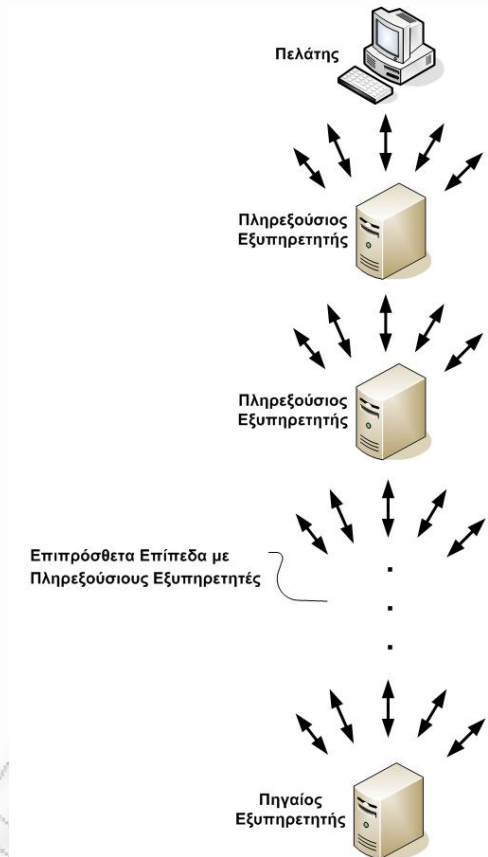 Πελάτης
Πληρεξούσιος
Εξυπηρετητής
Πληρεξούσιος
Εξυπηρετητής
Επιπρόσθετα Επίπεδα με
Πληρεξούσιους Εξυπηρετητές
Πηγαίος
Εξυπηρετητής